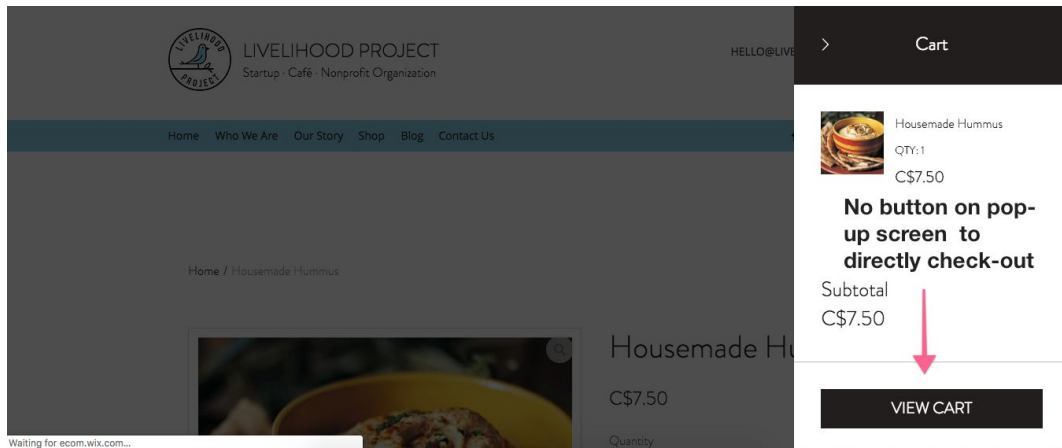 LIVELIHOOD PROJECT
LIVELIHOOD PROJECT
Startup · Café · Nonprofit Organization
HELLO@LIVE
Home Who We Are Our Story Shop Blog Contact Us
Home / Housemade Hummus
Housemade Hu
C$7.50
Quantity
Waiting for ecom.wix.com...
Cart
Housemade Hummus
QTY: 1
C$7.50
No button on pop-
up screen to
directly check-out
Subtotal
C$7.50
VIEW CART